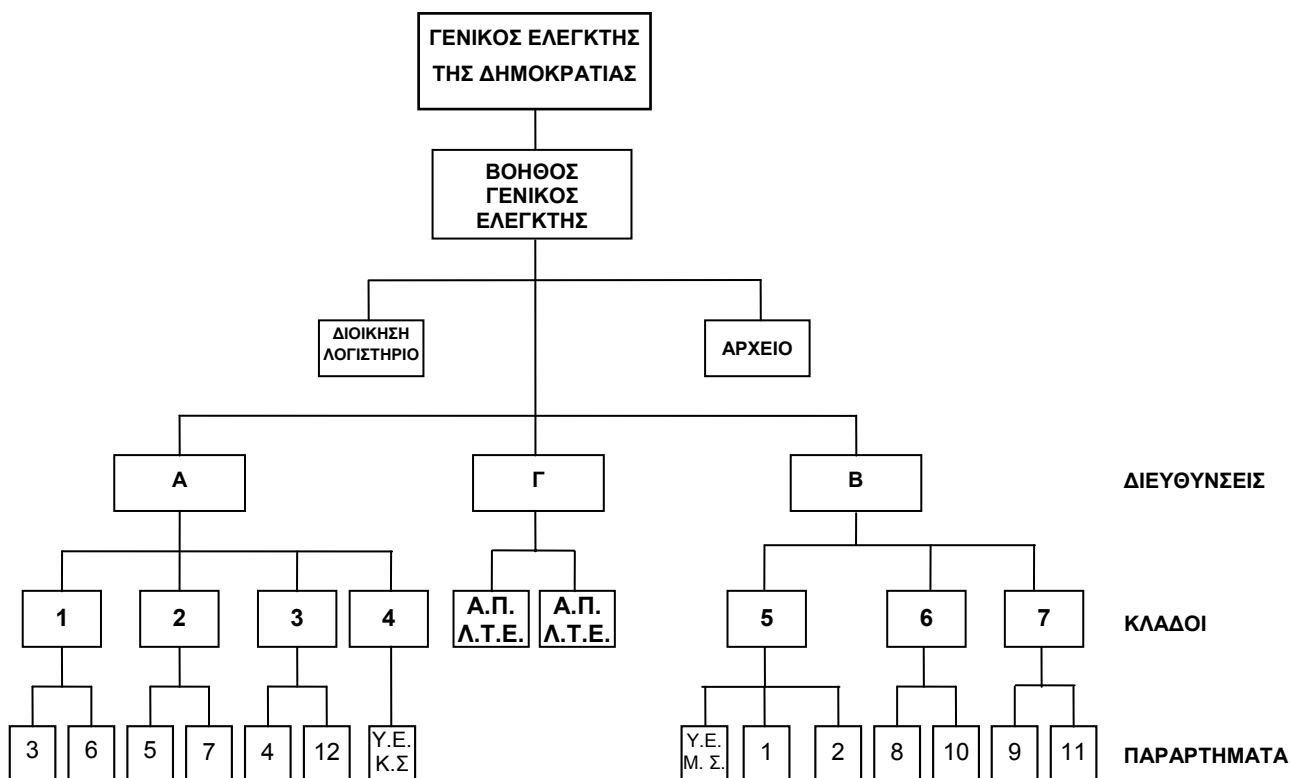 ΓΕΝΙΚΟΣ ΕΛΕΓΚΤΗΣ
ΤΗΣ ΔΗΜΟΚΡΑΤΙΑΣ
ΒΟΗΘΟΣ
ΓΕΝΙΚΟΣ
ΕΛΕΓΚΤΗΣ
ΔΙΟΙΚΗΣΗ
ΛΟΓΙΣΤΗΡΙΟ
ΑΡΧΕΙΟ
Α
Γ
Β
ΔΙΕΥΘΥΝΣΕΙΣ
1
2
3
4
Α.Π.
Λ.Τ.Ε.
Α.Π.
Λ.Τ.Ε.
5
6
7
ΚΛΑΔΟΙ
3
6
5
7
4
12
Υ.Ε.
Κ.Σ
Υ.Ε.
Μ. Σ.
1
2
8
10
9
11
ΠΑΡΑΡΤΗΜΑΤΑ